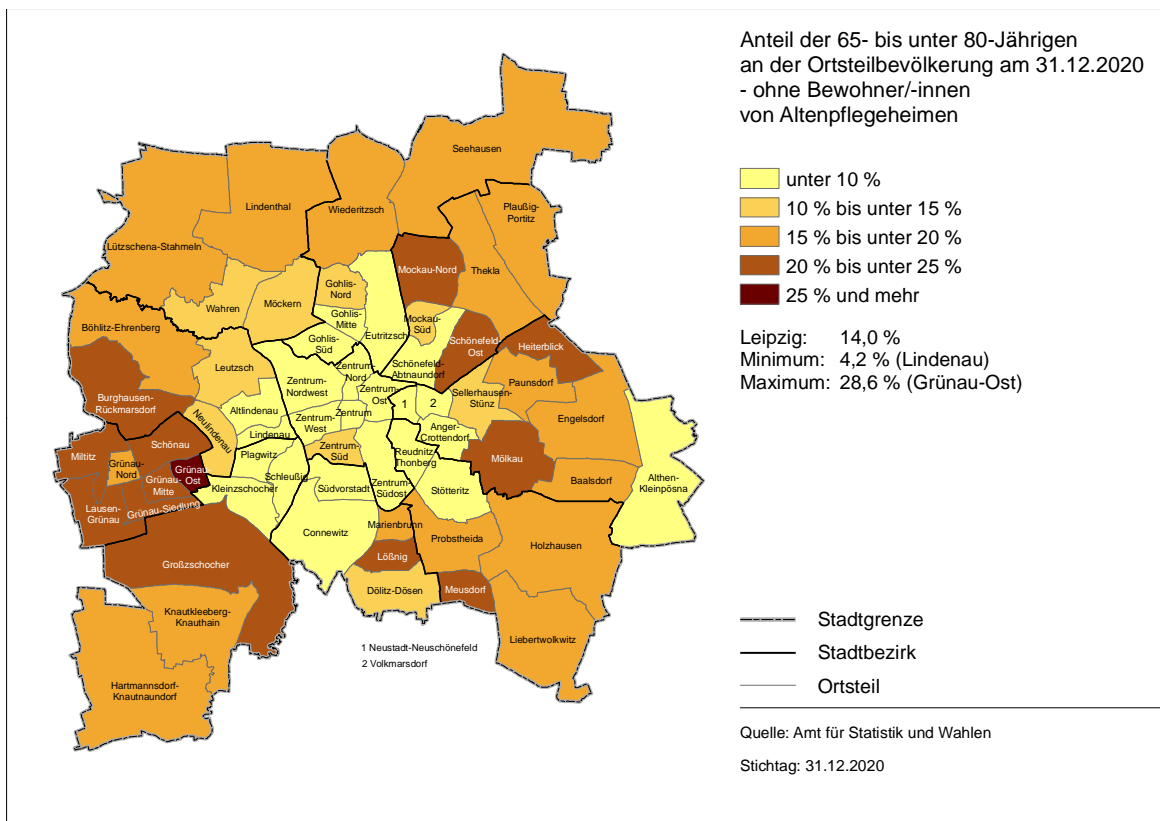 Anteil der 65- bis unter 80-Jährigen
an der Ortsteilbevölkerung am 31.12.2020
- ohne Bewohner/-innen
von Altenpflegeheimen
unter 10 %
10 % bis unter 15 %
15 % bis unter 20 %
20 % bis unter 25 %
25 % und mehr
Leipzig: 14,0 %
Minimum: 4,2 % (Lindenau)
Maximum: 28,6 % (Grünau-Ost)
Seehausen
Lindenthal
Wiederitzsch
Plaußig-
Portitz
Lützschena-Stahmeln
Mockau-Nord
Thekla
Gohlis-
Nord
Wahren
Möckern
Gohlis-
Mitte
Mockau-
Süd
Böhlitz-Ehrenberg
Eutritzsch
Gohlis-
Süd
Schönefeld-
Ost
Heiterblick
Leutzsch
Zentrum-
Nord
Schönefeld-
Abtnaundorf
Zentrum-
Nordwest
Paunsdorf
Burghausen-
Rückmarsdorf
Altlindenau
Zentrum-
Ost
Sellerhausen-
Stünz
Neulindenau
Zentrum-
West
Zentrum
1
2
Engelsdorf
Lindenau
Anger-
Crottendorf
Schönau
Plagwitz
Zentrum-
Süd
Reudnitz-
Thonberg
Miltitz
Grünau-
Nord
Grünau-
Ost
Schleußig
Mölkau
Grünau-
Mitte
Kleinzschocher
Südvorstadt
Zentrum-
Südost
Stötteritz
Baalsdorf
Althen-
Kleinpösna
Lausen-
Grünau
Grünau-Siedlung
Marienbrunn
Connewitz
Probstheida
Holzhausen
Großzschocher
Lößnig
Dölitz-Dösen
Meusdorf
Knautkleeberg-
Knauthain
Liebertwolkwitz
Hartmannsdorf-
Knautnaundorf
1 Neustadt-Neuschönefeld
2 Volkmarsdorf
Stadtgrenze
Stadtbezirk
Ortsteil
Quelle: Amt für Statistik und Wahlen
Stichtag: 31.12.2020